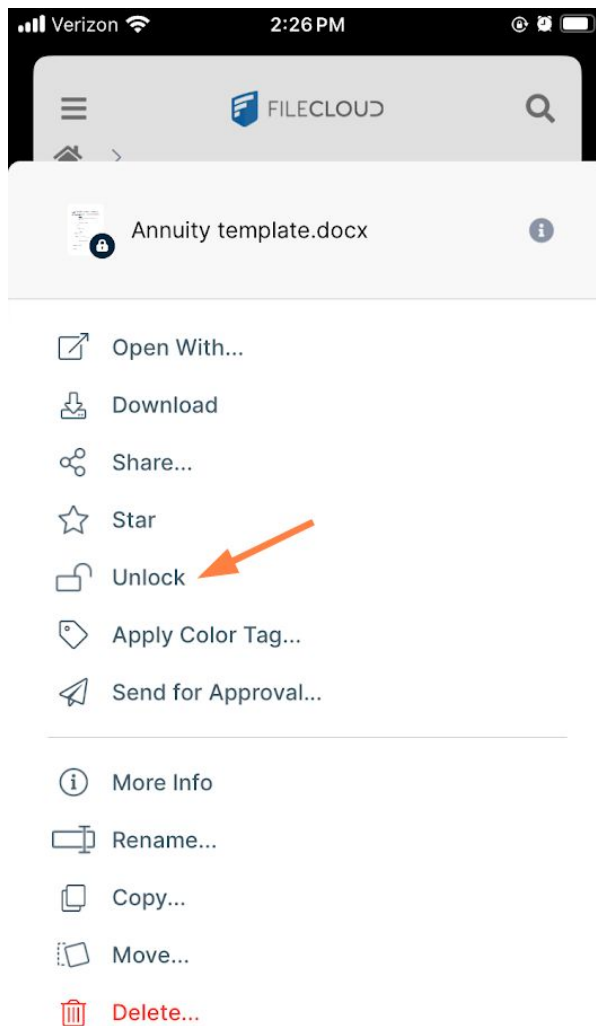 Verizon 2:26 PM
FILECLOUD
Annuity template.docx
Open With...
Download
Share...
Star
Unlock
Apply Color Tag...
Send for Approval...
More Info
Rename...
Copy...
Move...
Delete...